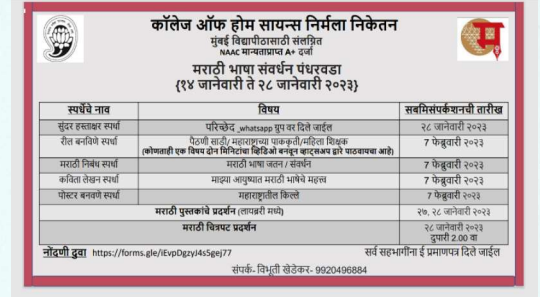 कॉलेज ऑफ होम सायन्स निर्मला निकेतन
मुंबई विद्यापीठासाठी संलग्नित
NAAC मान्यताप्राप्त A+ दर्जा
मराठी भाषा संवर्धन पंधरवडा
{१४ जानेवारी ते २८ जानेवारी २०२३}
स्पर्धेचे नाव विषय सबमिसंपर्कशनची तारीख
सुंदर हस्ताक्षर स्पर्धा परिच्छेद whatsapp ग्रुप वर दिले जाईल २८ जानेवारी २०२३
रील बनविणे स्पर्धा पैठणी साडी/ महाराष्ट्राच्या पाककृती/महिला शिक्षक 7 फेब्रुवारी २०२३
(कोणताही एक विषय दोन मिनिटांचा व्हिडिओ बनवून व्हाट्सअप द्वारे पाठवायचा आहे)
मराठी निबंध स्पर्धा मराठी भाषा जतन / संवर्धन 7 फेब्रुवारी २०२३
कविता लेखन स्पर्धा माझ्या आयुष्यात मराठी भाषेचे महत्त्व 7 फेब्रुवारी २०२३
पोस्टर बनवणे स्पर्धा महाराष्ट्रातील किल्ले 7 फेब्रुवारी २०२३
मराठी पुस्तकांचे प्रदर्शन (लायब्ररी मध्ये) २७, २८ जानेवारी २०२३
मराठी चित्रपट प्रदर्शन २८ जानेवारी २०२३
दुपारी 2.00 वा
नोंदणी दुवा https://forms.gle/iEvpDgzyJ4s5gej77 सर्व सहभागींना ई प्रमाणपत्र दिले जाईल
संपर्क- विभूती खेडेकर- 9920496884